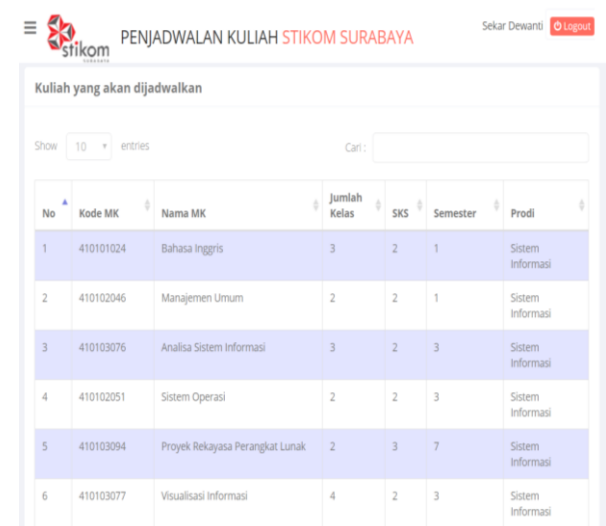 ☰ stikom SURABAYA PENJADWALAN KULIAH STIKOM SURABAYA Sekar Dewanti Logout
Kuliah yang akan dijadwalkan
Show 10 entries Cari :
No Kode MK Nama MK Jumlah Kelas SKS Semester Prodi
1 410101024 Bahasa Inggris 3 2 1 Sistem Informasi
2 410102046 Manajemen Umum 2 2 1 Sistem Informasi
3 410103076 Analisa Sistem Informasi 3 2 3 Sistem Informasi
4 410102051 Sistem Operasi 2 2 3 Sistem Informasi
5 410103094 Proyek Rekayasa Perangkat Lunak 2 3 7 Sistem Informasi
6 410103077 Visualisasi Informasi 4 2 3 Sistem Informasi